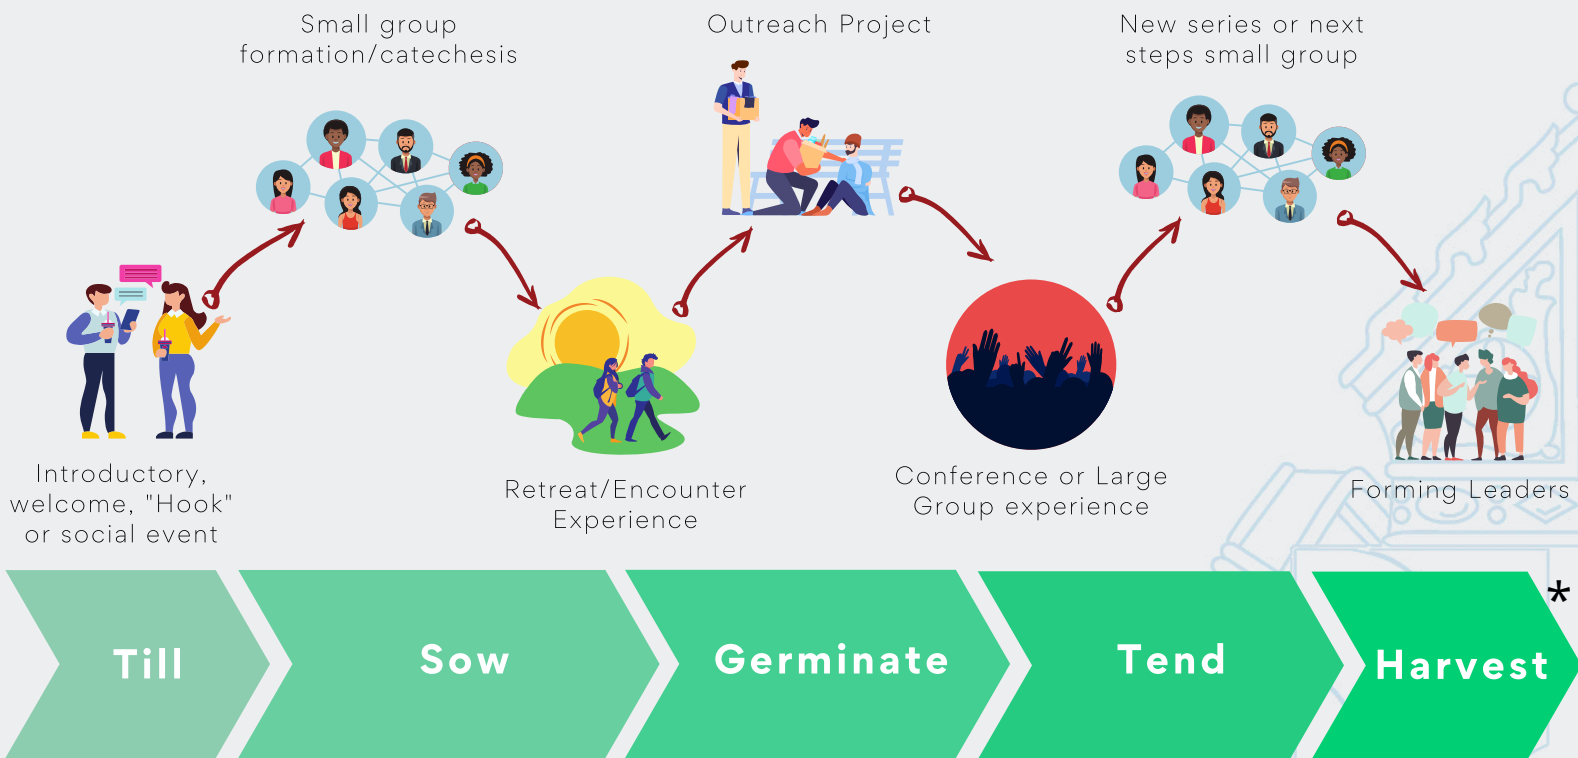 Small group
formation/catechesis
Outreach Project
New series or next
steps small group
Introductory,
welcome, "Hook"
or social event
Retreat/Encounter
Experience
Conference or Large
Group experience
Forming Leaders
Till
Sow
Germinate
Tend
Harvest
*